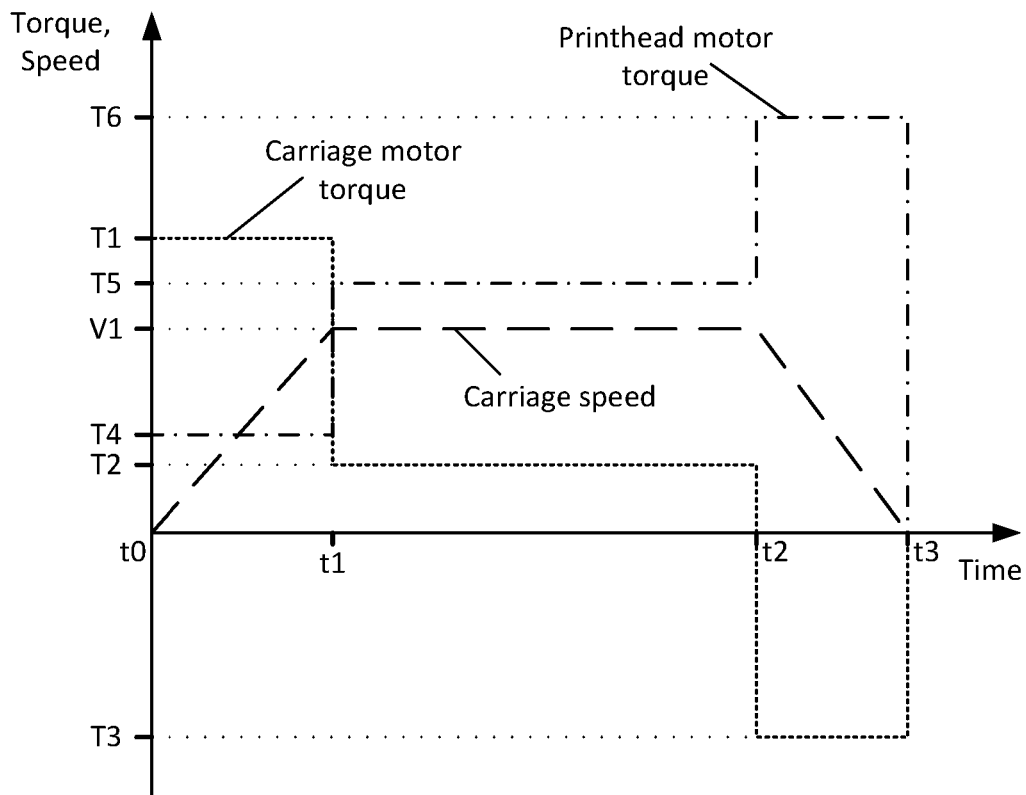 Torque,
Speed
Printhead motor
torque
T6
Carriage motor
torque
T1
T5
V1
Carriage speed
T4
T2
t0
t1
t2
t3
Time
T3